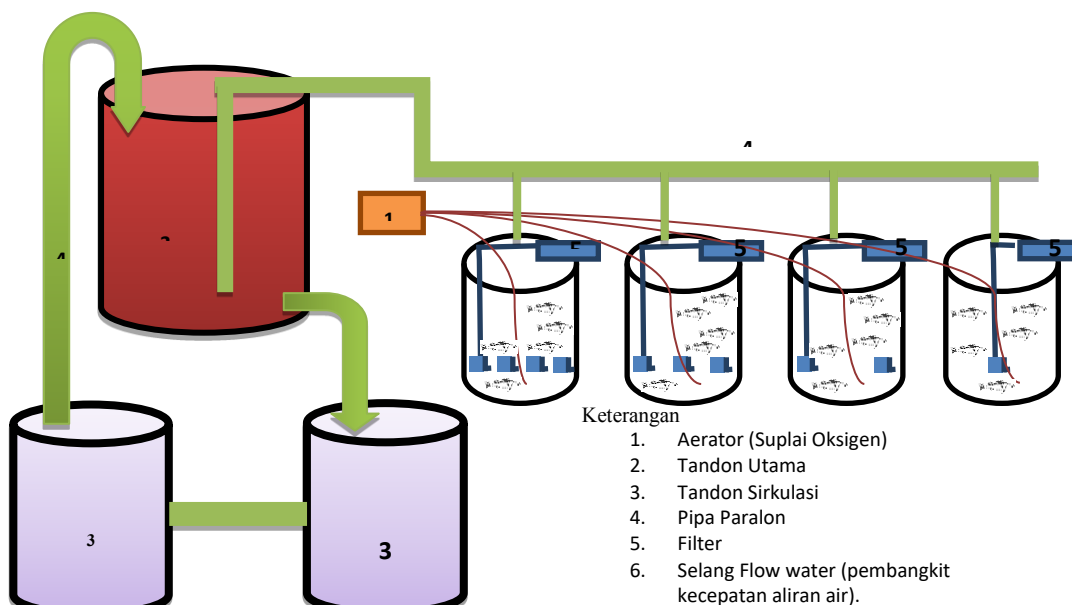 4
1
5
5
5
5
3
3
Keterangan
1. Aerator (Suplai Oksigen)
2. Tandon Utama
3. Tandon Sirkulasi
4. Pipa Paralon
5. Filter
6. Selang Flow water (pembangkit
kecepatan aliran air).